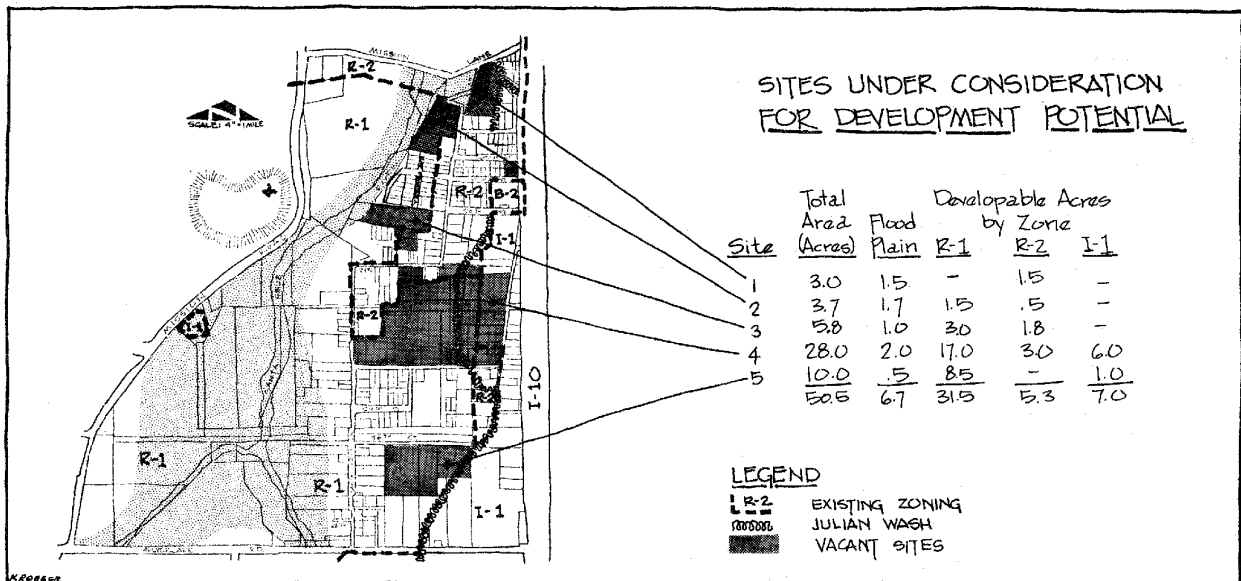 SITES UNDER CONSIDERATION
FOR DEVELOPMENT POTENTIAL
MISSION LANE
R-2
R-1
SCALE: 4"=1MILE
R-2
B-2
I-1
I-1
R-2
I-10
R-2
R-1
R-1
I-1
Total Developable Acres
Area Flood by Zone
Site (Acres) Plain R-1 R-2 I-1
1 3.0 1.5 - 1.5 -
2 3.7 1.7 1.5 .5 -
3 5.8 1.0 3.0 1.8 -
4 28.0 2.0 17.0 3.0 6.0
5 10.0 .5 8.5 - 1.0
50.5 6.7 31.5 5.3 7.0
LEGEND
R-2 EXISTING ZONING
JULIAN WASH
VACANT SITES
KROEGER